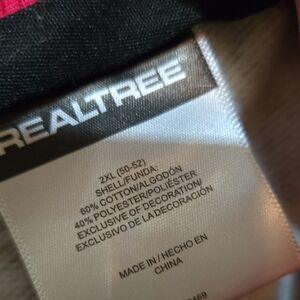 REALTREE
2XL (50-52)
SHELL/FUNDA:
60% COTTON/ALGODÓN
40% POLYESTER/POLIÉSTER
EXCLUSIVE OF DECORATION
EXCLUSIVO DE LA DECORACIÓN
MADE IN / HECHO EN
CHINA